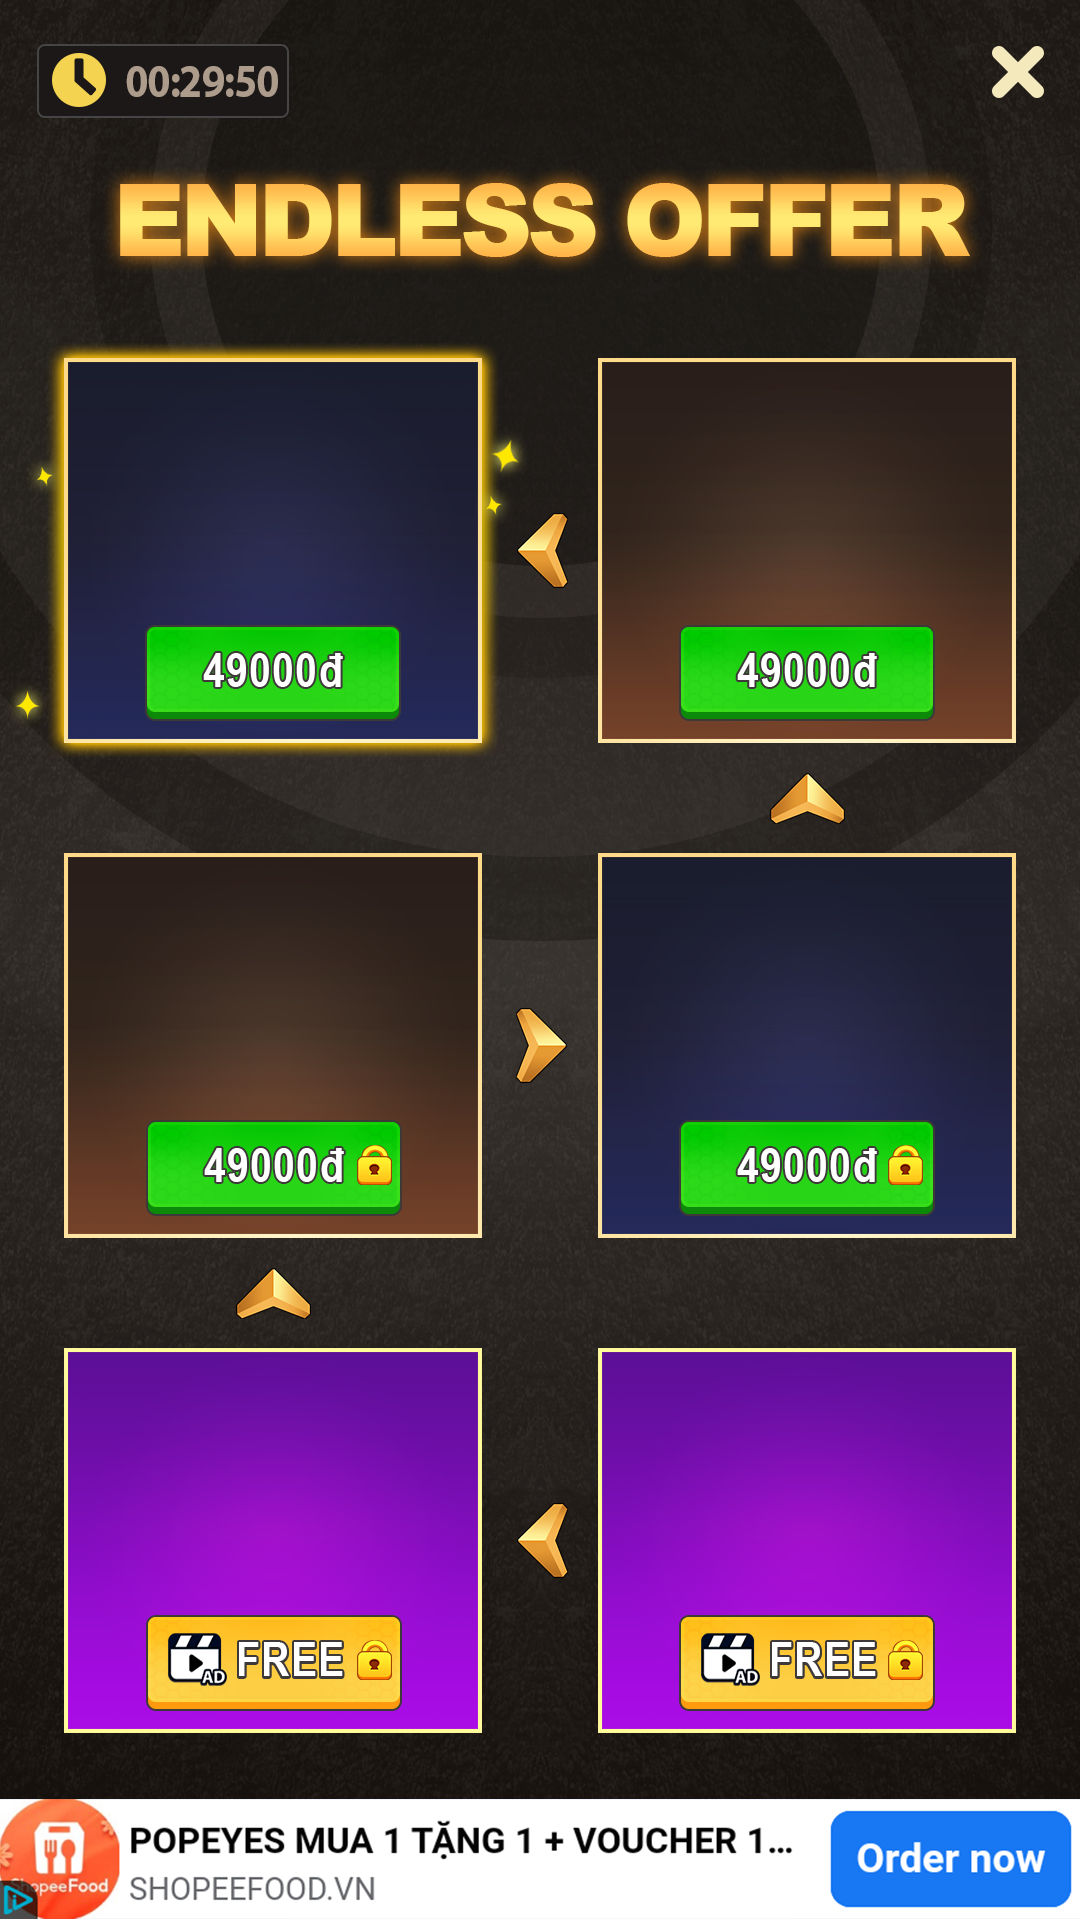 00:29:50
ENDLESS OFFER
49000đ
49000đ
49000đ
49000đ
AD FREE
AD FREE
POPEYES MUA 1 TẶNG 1 + VOUCHER 1...
SHOPEEFOOD.VN
Order now
ShopeeFood